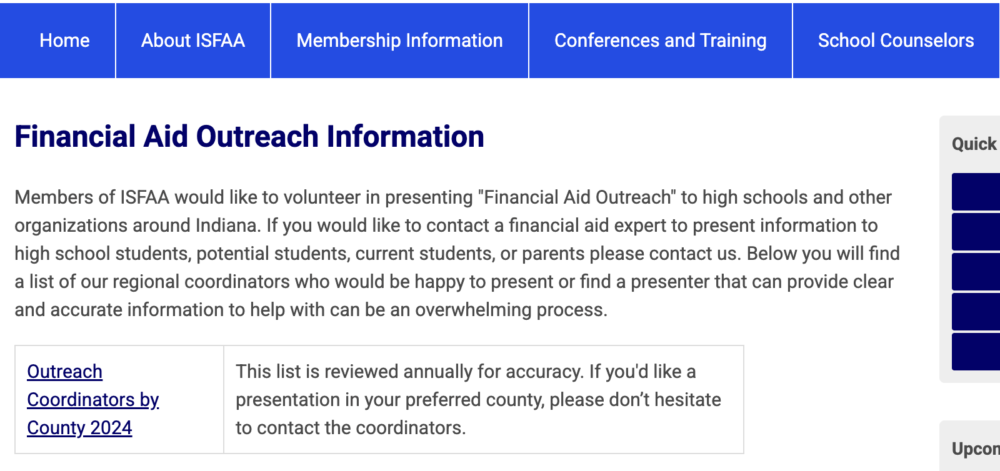 Home
About ISFAA
Membership Information
Conferences and Training
School Counselors
Financial Aid Outreach Information
Members of ISFAA would like to volunteer in presenting "Financial Aid Outreach" to high schools and other
organizations around Indiana. If you would like to contact a financial aid expert to present information to
high school students, potential students, current students, or parents please contact us. Below you will find
a list of our regional coordinators who would be happy to present or find a presenter that can provide clear
and accurate information to help with can be an overwhelming process.
Outreach
Coordinators by
County 2024
This list is reviewed annually for accuracy. If you'd like a
presentation in your preferred county, please don’t hesitate
to contact the coordinators.
Quick